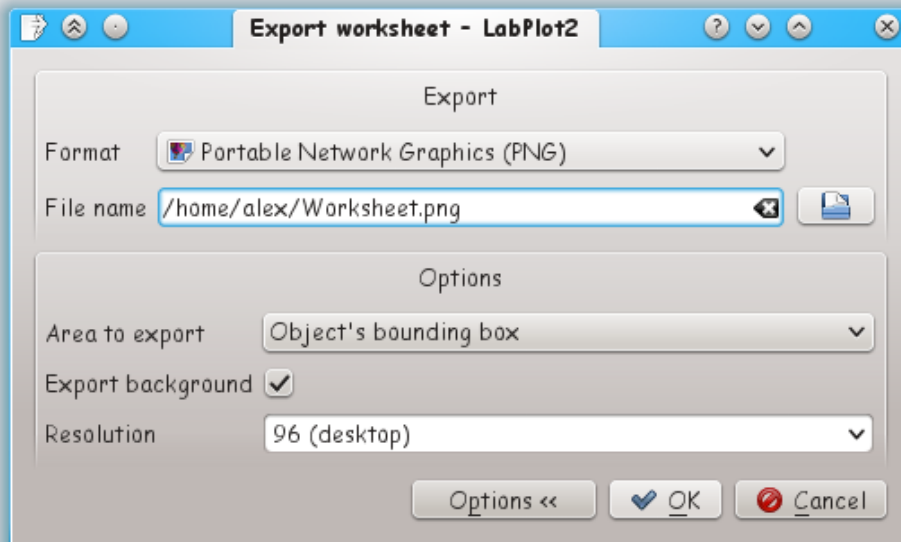 Export worksheet - LabPlot2
Export
Format Portable Network Graphics (PNG)
File name /home/alex/Worksheet.png
Options
Area to export Object's bounding box
Export background
Resolution 96 (desktop)
Options << OK Cancel